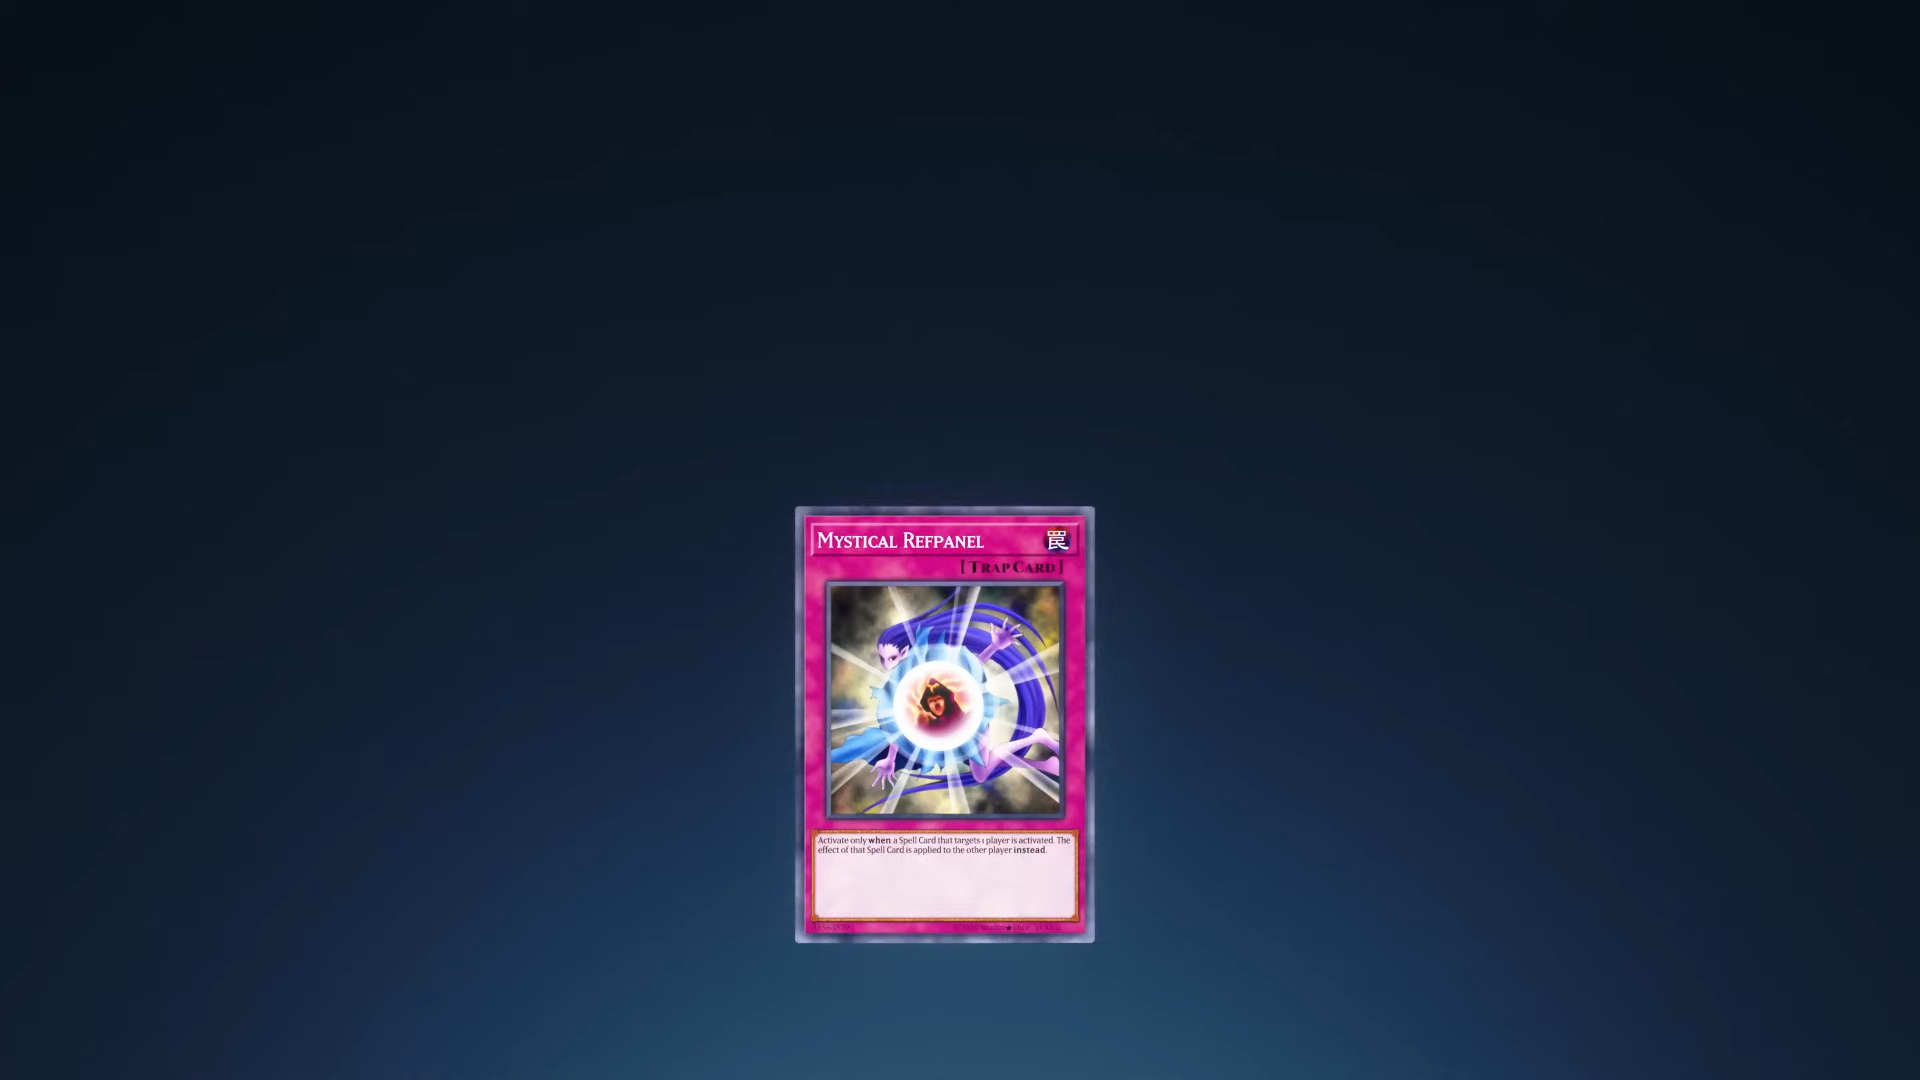 MYSTICAL REFPANEL 罠
[TRAP CARD]
Activate only when a Spell Card that targets 1 player is activated. The
effect of that Spell Card is applied to the other player instead.